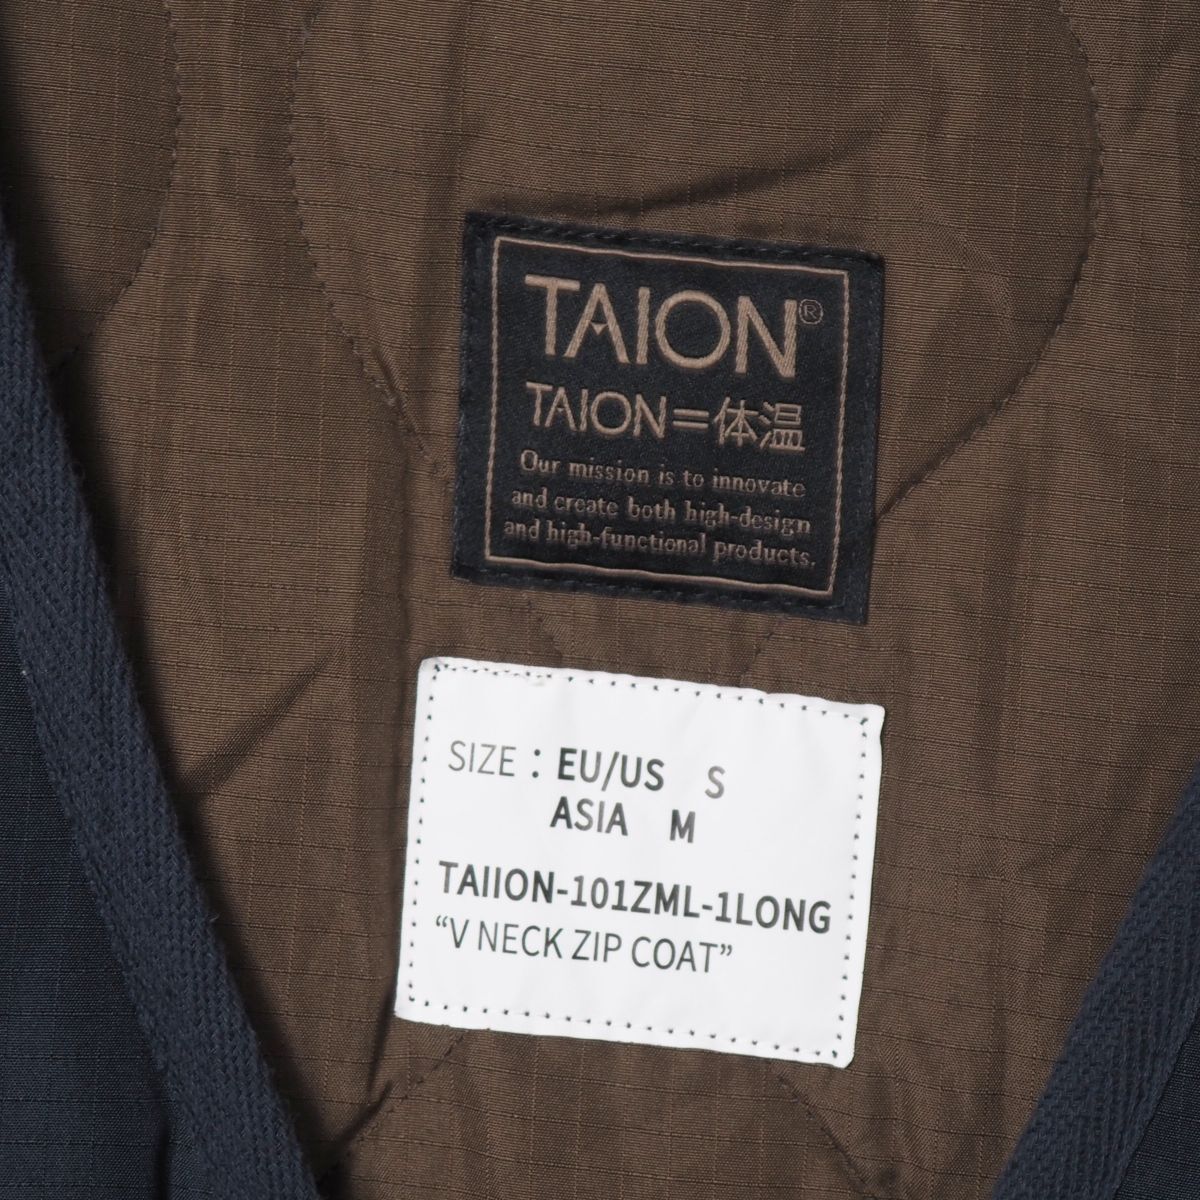 TAION®
TAION=体温
Our mission is to innovate
and create both high-design
and high-functional products.
SIZE : EU/US S
ASIA M
TAIION-101ZML-1LONG
“V NECK ZIP COAT”